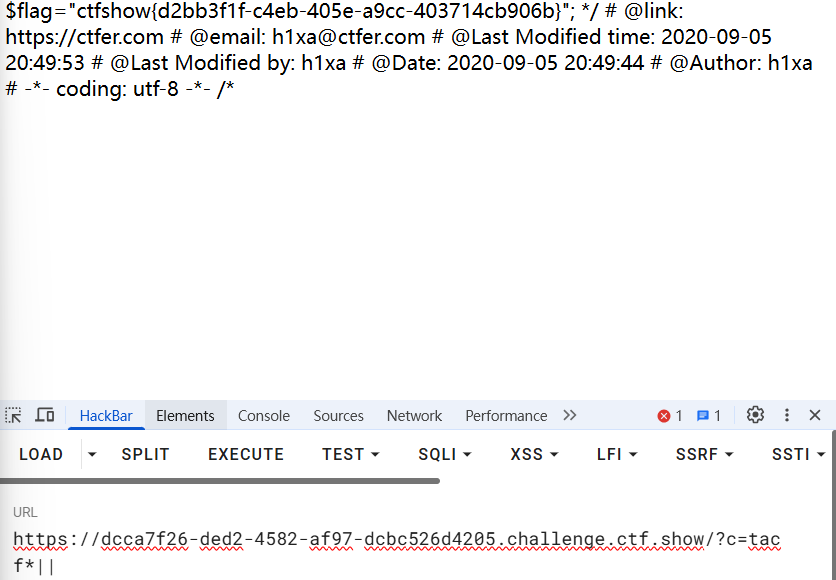 $flag="ctfshow{d2bb3f1f-c4eb-405e-a9cc-403714cb906b}"; */ # @link:
https://ctfer.com # @email: h1xa@ctfer.com # @Last Modified time: 2020-09-05
20:49:53 # @Last Modified by: h1xa # @Date: 2020-09-05 20:49:44 # @Author: h1xa
# -*- coding: utf-8 -*- /*
HackBar Elements Console Sources Network Performance 1 1
LOAD SPLIT EXECUTE TEST SQLI XSS LFI SSRF SSTI
URL
https://dcca7f26-ded2-4582-af97-dcbc526d4205.challenge.ctf.show/?c=tac
f*||